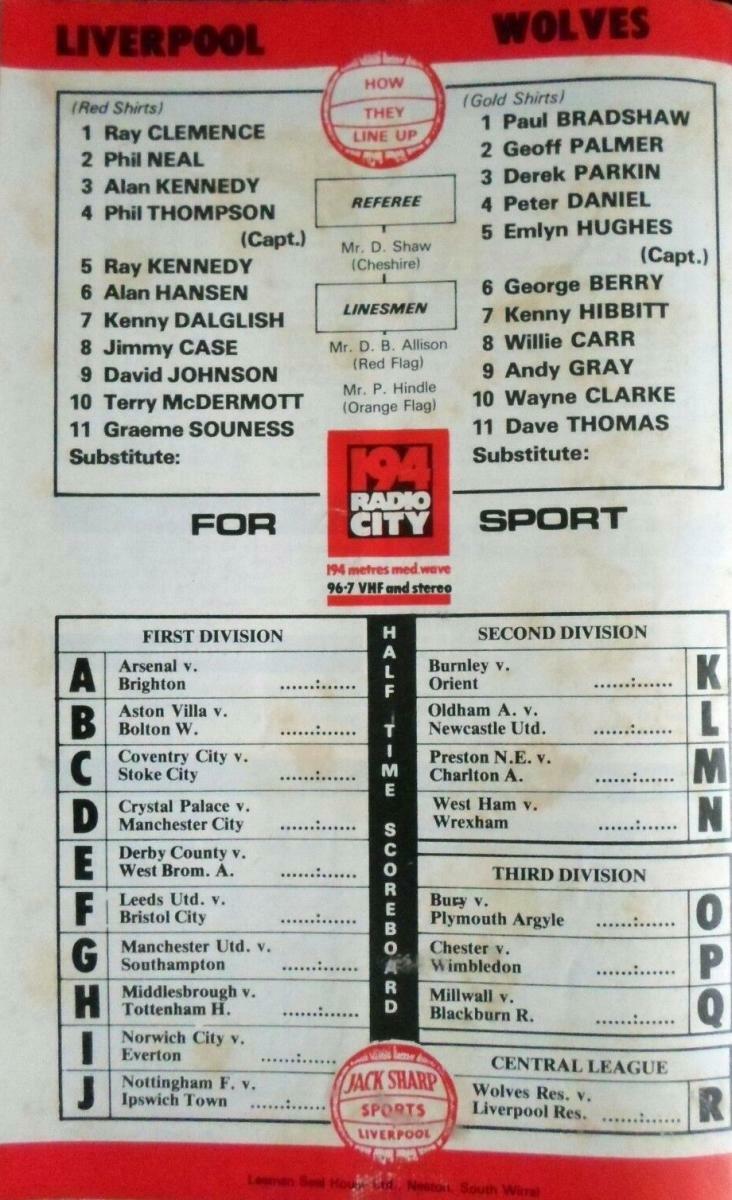 LIVERPOOL
WOLVES
HOW
THEY
LINE UP
(Red Shirts)
1 Ray CLEMENCE
2 Phil NEAL
3 Alan KENNEDY
4 Phil THOMPSON
(Capt.)
5 Ray KENNEDY
6 Alan HANSEN
7 Kenny DALGLISH
8 Jimmy CASE
9 David JOHNSON
10 Terry McDERMOTT
11 Graeme SOUNESS
Substitute:
REFEREE
Mr. D. Shaw
(Cheshire)
LINESMEN
Mr. D. B. Allison
(Red Flag)
Mr. P. Hindle
(Orange Flag)
(Gold Shirts)
1 Paul BRADSHAW
2 Geoff PALMER
3 Derek PARKIN
4 Peter DANIEL
5 Emlyn HUGHES
(Capt.)
6 George BERRY
7 Kenny HIBBITT
8 Willie CARR
9 Andy GRAY
10 Wayne CLARKE
11 Dave THOMAS
Substitute:
FOR
194
RADIO
CITY
SPORT
194 metres med. wave
96·7 VHF and stereo
HALF TIME SCOREBOARD
FIRST DIVISION
A Arsenal v.
Brighton ......:......
B Aston Villa v.
Bolton W. ......:......
C Coventry City v.
Stoke City ......:......
D Crystal Palace v.
Manchester City ......:......
E Derby County v.
West Brom. A. ......:......
F Leeds Utd. v.
Bristol City ......:......
G Manchester Utd. v.
Southampton ......:......
H Middlesbrough v.
Tottenham H. ......:......
I Norwich City v.
Everton ......:......
J Nottingham F. v.
Ipswich Town ......:......
SECOND DIVISION
Burnley v. K
Orient ......:......
Oldham A. v. L
Newcastle Utd. ......:......
Preston N.E. v. M
Charlton A. ......:......
West Ham v. N
Wrexham ......:......
THIRD DIVISION
Bury v. O
Plymouth Argyle ......:......
Chester v. P
Wimbledon ......:......
Millwall v. Q
Blackburn R. ......:......
CENTRAL LEAGUE
Wolves Res. v. R
Liverpool Res. ......:......
JACK SHARP
SPORTS
LIVERPOOL
Neston, South Wirral